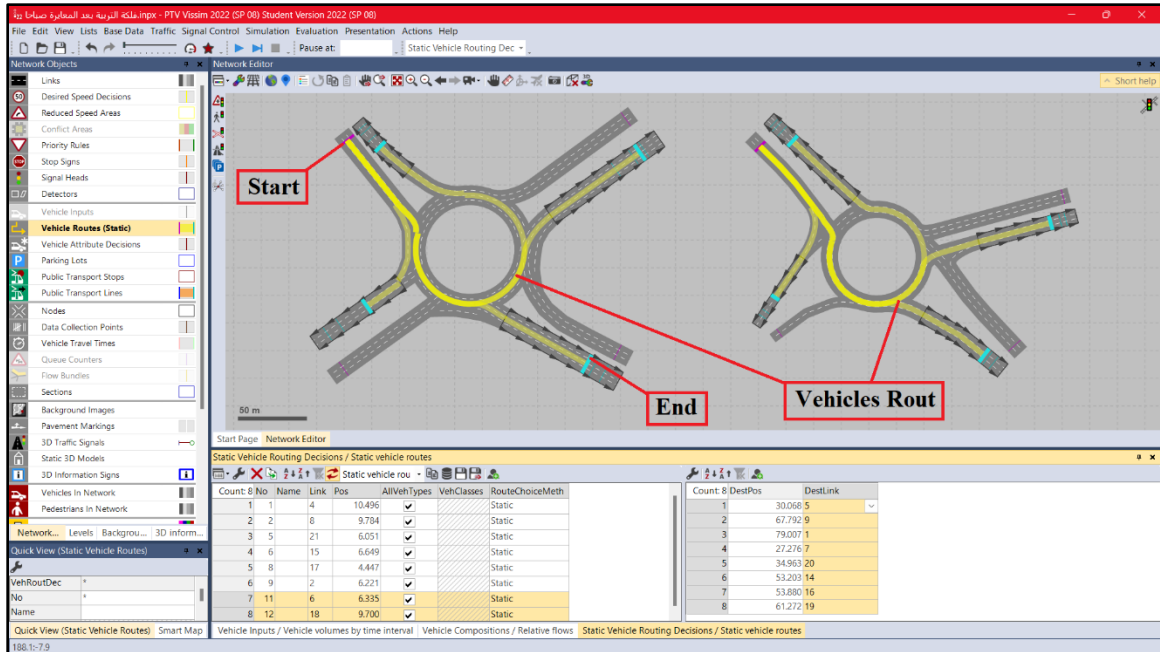 فلكة التربية بعد المعايرة صباحا 22.inpx - PTV Vissim 2022 (SP 08) Student Version 2022 (SP 08)
File Edit View Lists Base Data Traffic Signal Control Simulation Evaluation Presentation Actions Help
Pause at: Static Vehicle Routing Dec
Network Objects
Links
Desired Speed Decisions
Reduced Speed Areas
Conflict Areas
Priority Rules
Stop Signs
Signal Heads
Detectors
Vehicle Inputs
Vehicle Routes (Static)
Vehicle Attribute Decisions
Parking Lots
Public Transport Stops
Public Transport Lines
Nodes
Data Collection Points
Vehicle Travel Times
Queue Counters
Flow Bundles
Sections
Background Images
Pavement Markings
3D Traffic Signals
Static 3D Models
3D Information Signs
Vehicles In Network
Pedestrians In Network
Network... Levels Backgrou... 3D inform...
Quick View (Static Vehicle Routes)
VehRoutDec *
No *
Name
Quick View (Static Vehicle Routes) Smart Map
Network Editor
Short help
Start
End
Vehicles Rout
50 m
Start Page Network Editor
Static Vehicle Routing Decisions / Static vehicle routes
Static vehicle rou
Count: 8 No Name Link Pos AllVehTypes VehClasses RouteChoiceMeth
1 1 4 10.496 Static
2 2 8 9.784 Static
3 5 21 6.051 Static
4 6 15 6.649 Static
5 8 17 4.447 Static
6 9 2 6.221 Static
7 11 6 6.335 Static
8 12 18 9.700 Static
Count: 8 DestPos DestLink
1 30.068 5
2 67.792 9
3 79.007 1
4 27.276 7
5 34.963 20
6 53.203 14
7 53.880 16
8 61.272 19
Vehicle Inputs / Vehicle volumes by time interval Vehicle Compositions / Relative flows Static Vehicle Routing Decisions / Static vehicle routes
188.1:-7.9